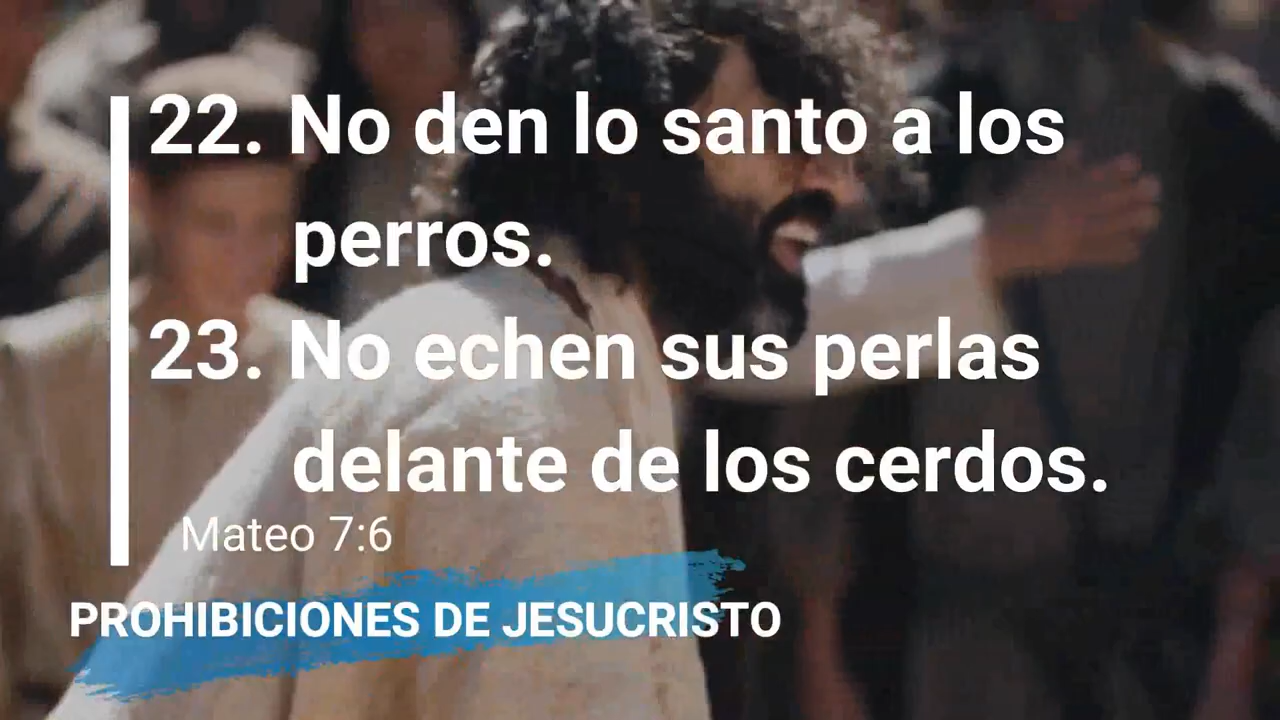 22. No den lo santo a los
perros.
23. No echen sus perlas
delante de los cerdos.
Mateo 7:6
PROHIBICIONES DE JESUCRISTO